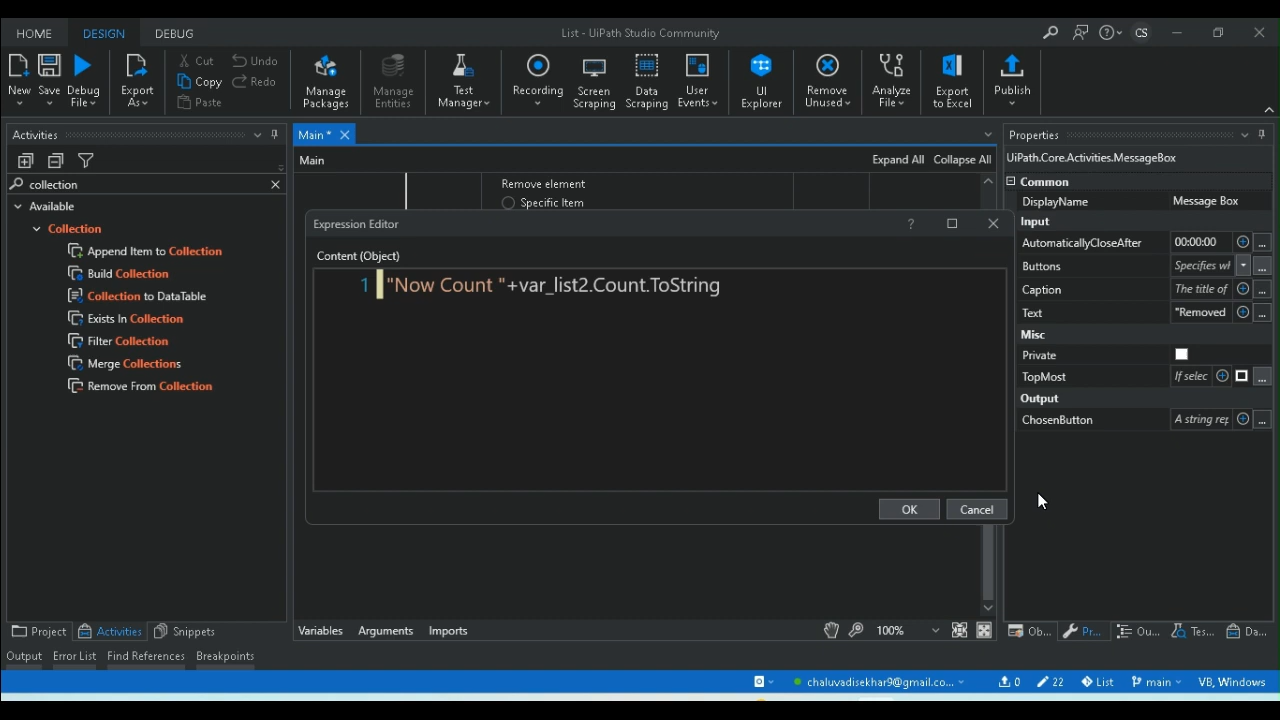 HOME DESIGN DEBUG List - UiPath Studio Community CS
New Save Debug File Export As Cut Copy Paste Undo Redo Manage Packages Manage Entities Test Manager Recording Screen Scraping Data Scraping User Events UI Explorer Remove Unused Analyze File Export to Excel Publish
Activities
collection
Available
Collection
Append Item to Collection
Build Collection
Collection to DataTable
Exists In Collection
Filter Collection
Merge Collections
Remove From Collection
Main *
Main Expand All Collapse All
Remove element
Specific Item
Expression Editor ?
Content (Object)
1 "Now Count "+var_list2.Count.ToString
OK Cancel
Properties
UiPath.Core.Activities.MessageBox
Common
DisplayName Message Box
Input
AutomaticallyCloseAfter 00:00:00 ...
Buttons Specifies wh ...
Caption The title of ...
Text "Removed ...
Misc
Private
TopMost If selec ...
Output
ChosenButton A string rep ...
Variables Arguments Imports 100%
Project Activities Snippets
Ob... Pr... Ou... Tes... Da...
Output Error List Find References Breakpoints
chaluvadisekhar9@gmail.co... 0 22 List main VB, Windows